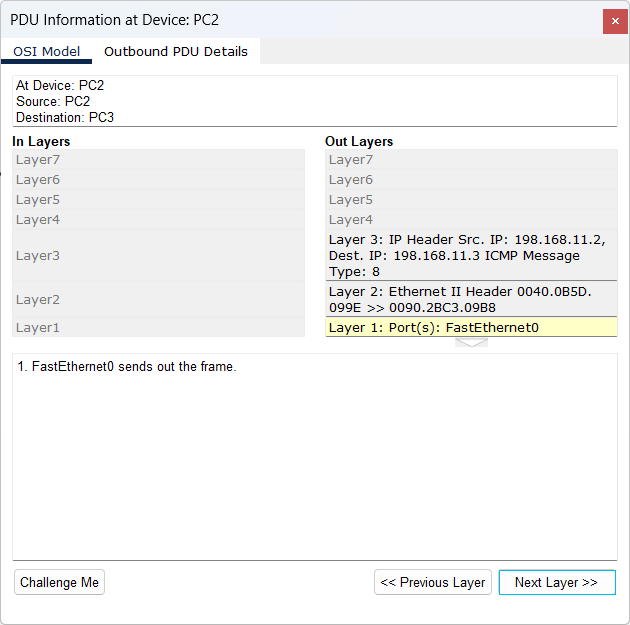 PDU Information at Device: PC2
OSI Model
Outbound PDU Details
At Device: PC2
Source: PC2
Destination: PC3
In Layers
Layer7
Layer6
Layer5
Layer4
Layer3
Layer2
Layer1
Out Layers
Layer7
Layer6
Layer5
Layer4
Layer 3: IP Header Src. IP: 198.168.11.2,
Dest. IP: 198.168.11.3 ICMP Message
Type: 8
Layer 2: Ethernet II Header 0040.0B5D.
099E >> 0090.2BC3.09B8
Layer 1: Port(s): FastEthernet0
1. FastEthernet0 sends out the frame.
Challenge Me
<< Previous Layer
Next Layer >>